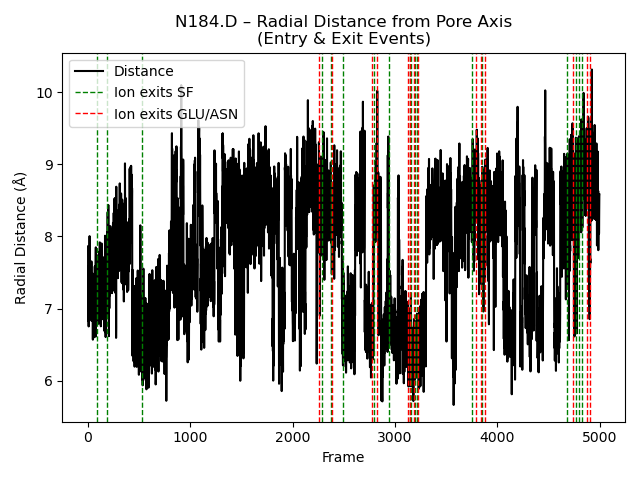 N184.D – Radial Distance from Pore Axis
(Entry & Exit Events)
Distance
Ion exits SF
Ion exits GLU/ASN
Radial Distance (Å)
10
9
8
7
6
0
1000
2000
3000
4000
5000
Frame